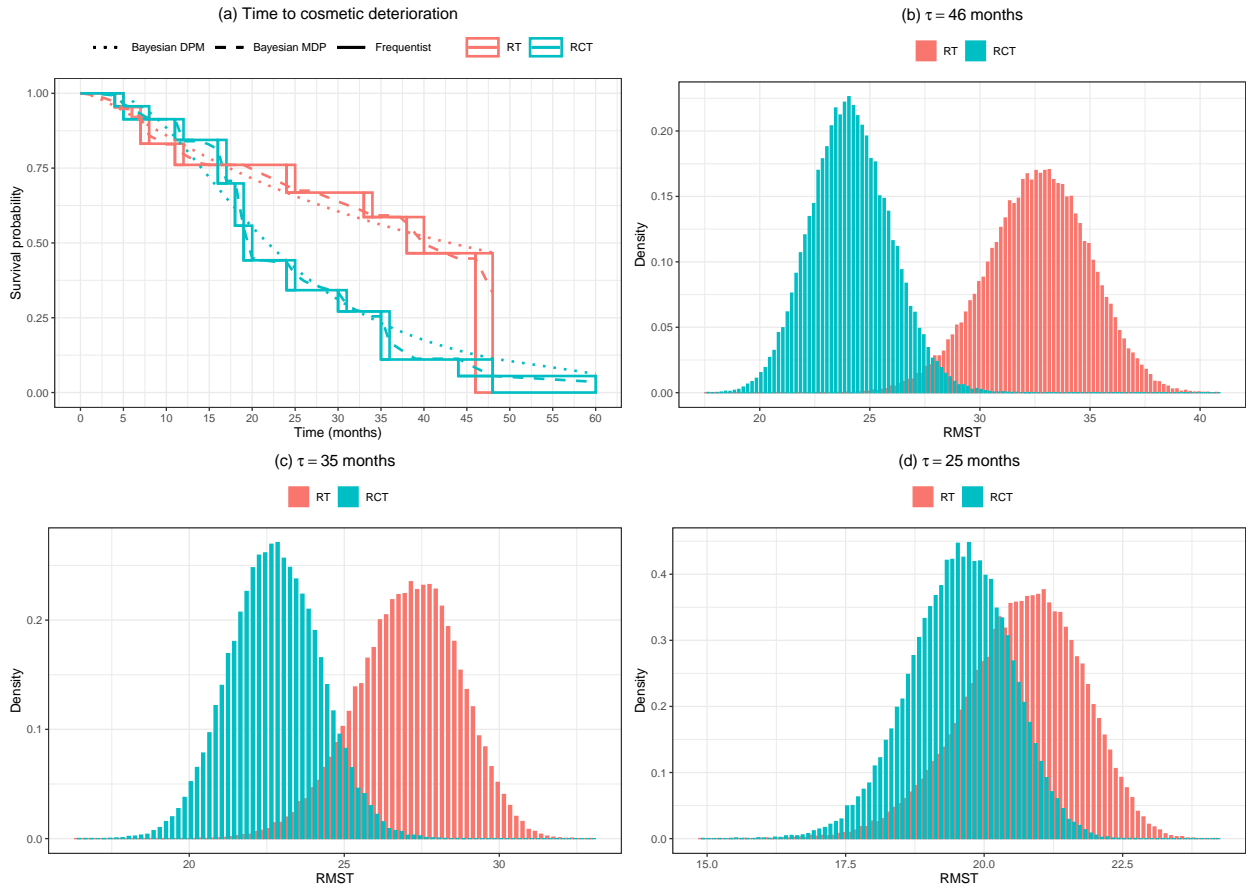 (a) Time to cosmetic deterioration
Bayesian DPM Bayesian MDP Frequentist RT RCT
1.00
0.75
0.50
0.25
0.00
Survival probability
0 5 10 15 20 25 30 35 40 45 50 55 60
Time (months)
(b) τ = 46 months
RT RCT
0.20
0.15
0.10
0.05
0.00
Density
20 25 30 35 40
RMST
(c) τ = 35 months
RT RCT
0.2
0.1
0.0
Density
20 25 30
RMST
(d) τ = 25 months
RT RCT
0.4
0.3
0.2
0.1
0.0
Density
15.0 17.5 20.0 22.5
RMST